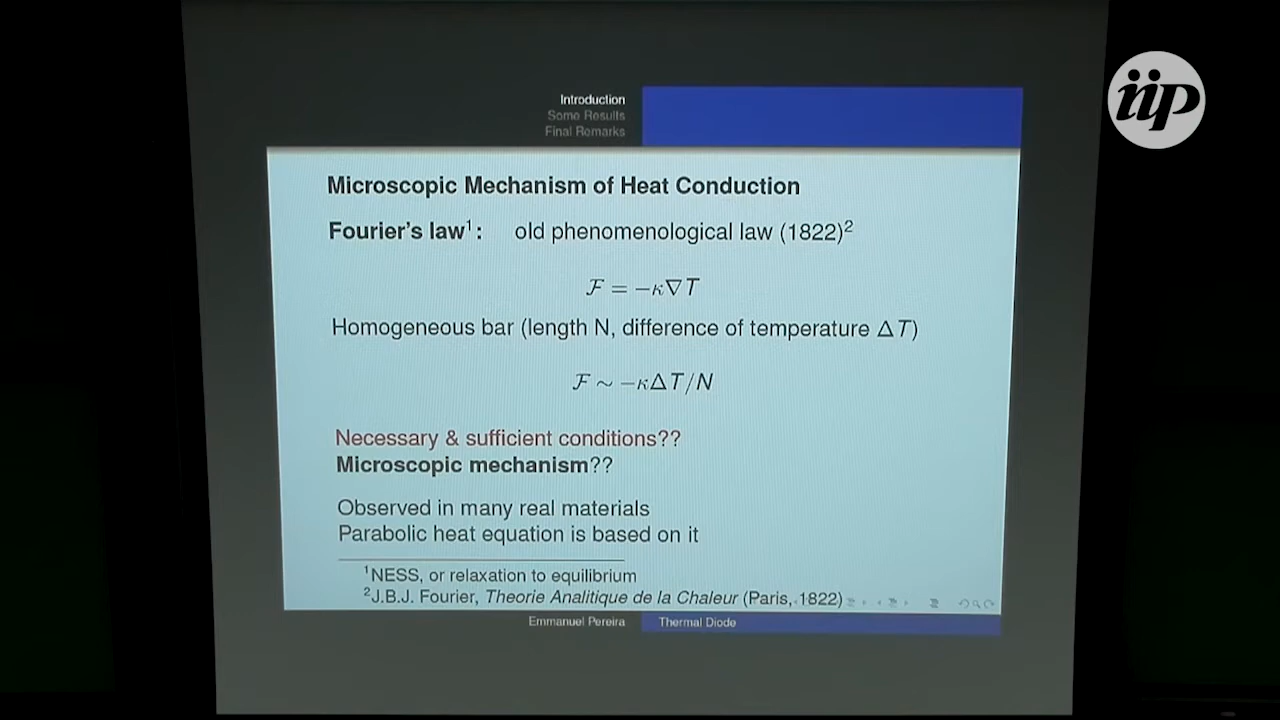 iip
Introduction
Some Results
Final Remarks
Microscopic Mechanism of Heat Conduction
Fourier's law¹: old phenomenological law (1822)²
ℱ = −κ∇T
Homogeneous bar (length N, difference of temperature ΔT)
ℱ ∼ −κΔT/N
Necessary & sufficient conditions??
Microscopic mechanism??
Observed in many real materials
Parabolic heat equation is based on it
¹NESS, or relaxation to equilibrium
²J.B.J. Fourier, Theorie Analitique de la Chaleur (Paris, 1822)
Emmanuel Pereira Thermal Diode